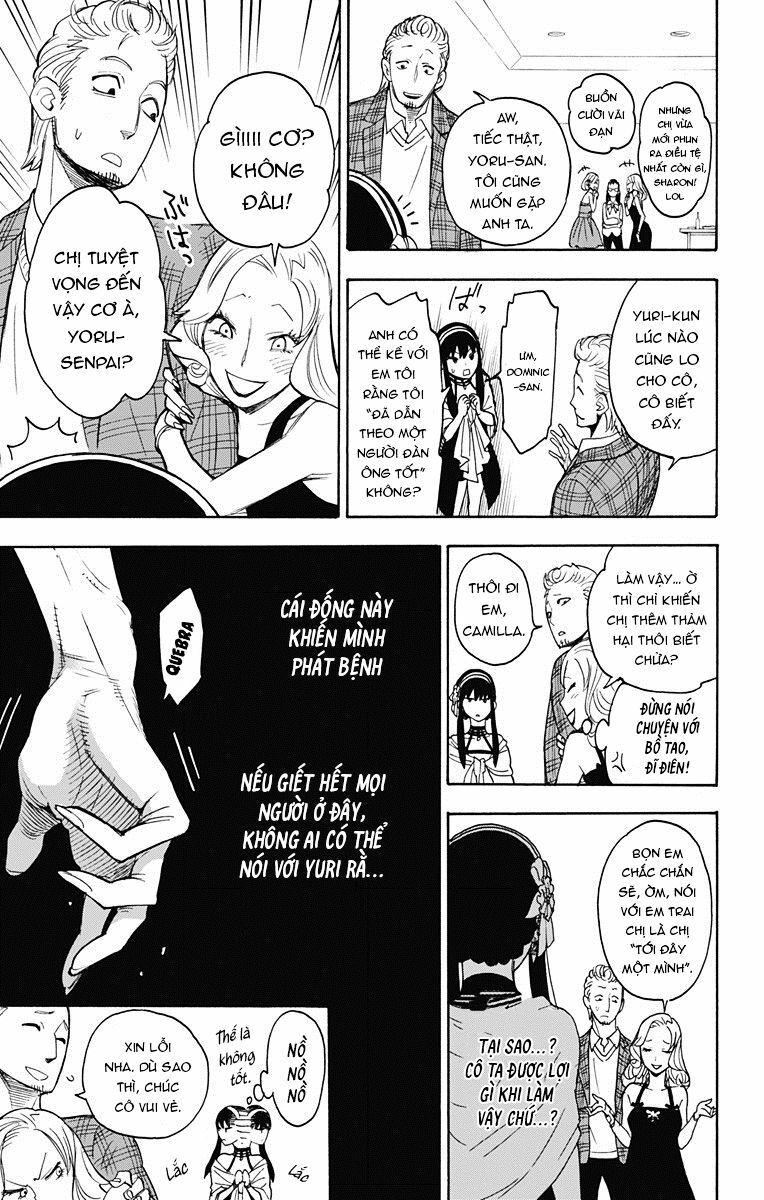 NHƯNG
CHỊ VỪA
MỚI PHUN
RA ĐIỀU TỆ
NHẤT CÒN GÌ,
SHARON!
LOL
BUỒN
CƯỜI VÃI
ĐẠN
AW,
TIẾC THẬT,
YORU-SAN.
TÔI CŨNG
MUỐN GẶP
ANH TA.
GÌIIII CƠ?
KHÔNG
ĐÂU!
ぶはっ
CHỊ TUYỆT
VỌNG ĐẾN
VẬY CƠ À,
YORU-
SENPAI?
YURI-KUN
LÚC NÀO
CŨNG LO
CHO CÔ,
CÔ BIẾT
ĐẤY.
ばっ
ƯM,
DOMINIC
-SAN.
ANH CÓ
THỂ KỂ VỚI
EM TÔI
RẰNG TÔI
"ĐÃ DẪN
THEO MỘT
NGƯỜI ĐÀN
ÔNG TỐT"
KHÔNG?
LÀM VẬY... Ờ
THÌ CHỈ KHIẾN
CHỊ THÊM THẢM
HẠI THÔI BIẾT
CHỬA?
THÔI ĐI
EM,
CAMILLA.
ĐỪNG NÓI
CHUYỆN VỚI
BỒ TAO,
ĐĨ ĐIÊN!
BỌN EM
CHẮC CHẮN
SẼ, ỜM, NÓI
VỚI EM TRAI
CHỊ LÀ CHỊ
"TỚI ĐÂY
MỘT MÌNH".
TẠI SAO...?
CÔ TA ĐƯỢC LỢI
GÌ KHI LÀM
VẬY CHỨ...?
CÁI ĐỐNG NÀY
KHIẾN MÌNH
PHÁT BỆNH
QUEBRA
NẾU GIẾT HẾT MỌI
NGƯỜI Ở ĐÂY,
KHÔNG AI CÓ THỂ
NÓI VỚI YURI RẰ...
NỒ
NỒ
NỒ
Thế là
không
tốt.
LẮC
LẮC
XIN LỖI
NHA. DÙ SAO
THÌ, CHÚC
CÔ VUI VẺ.